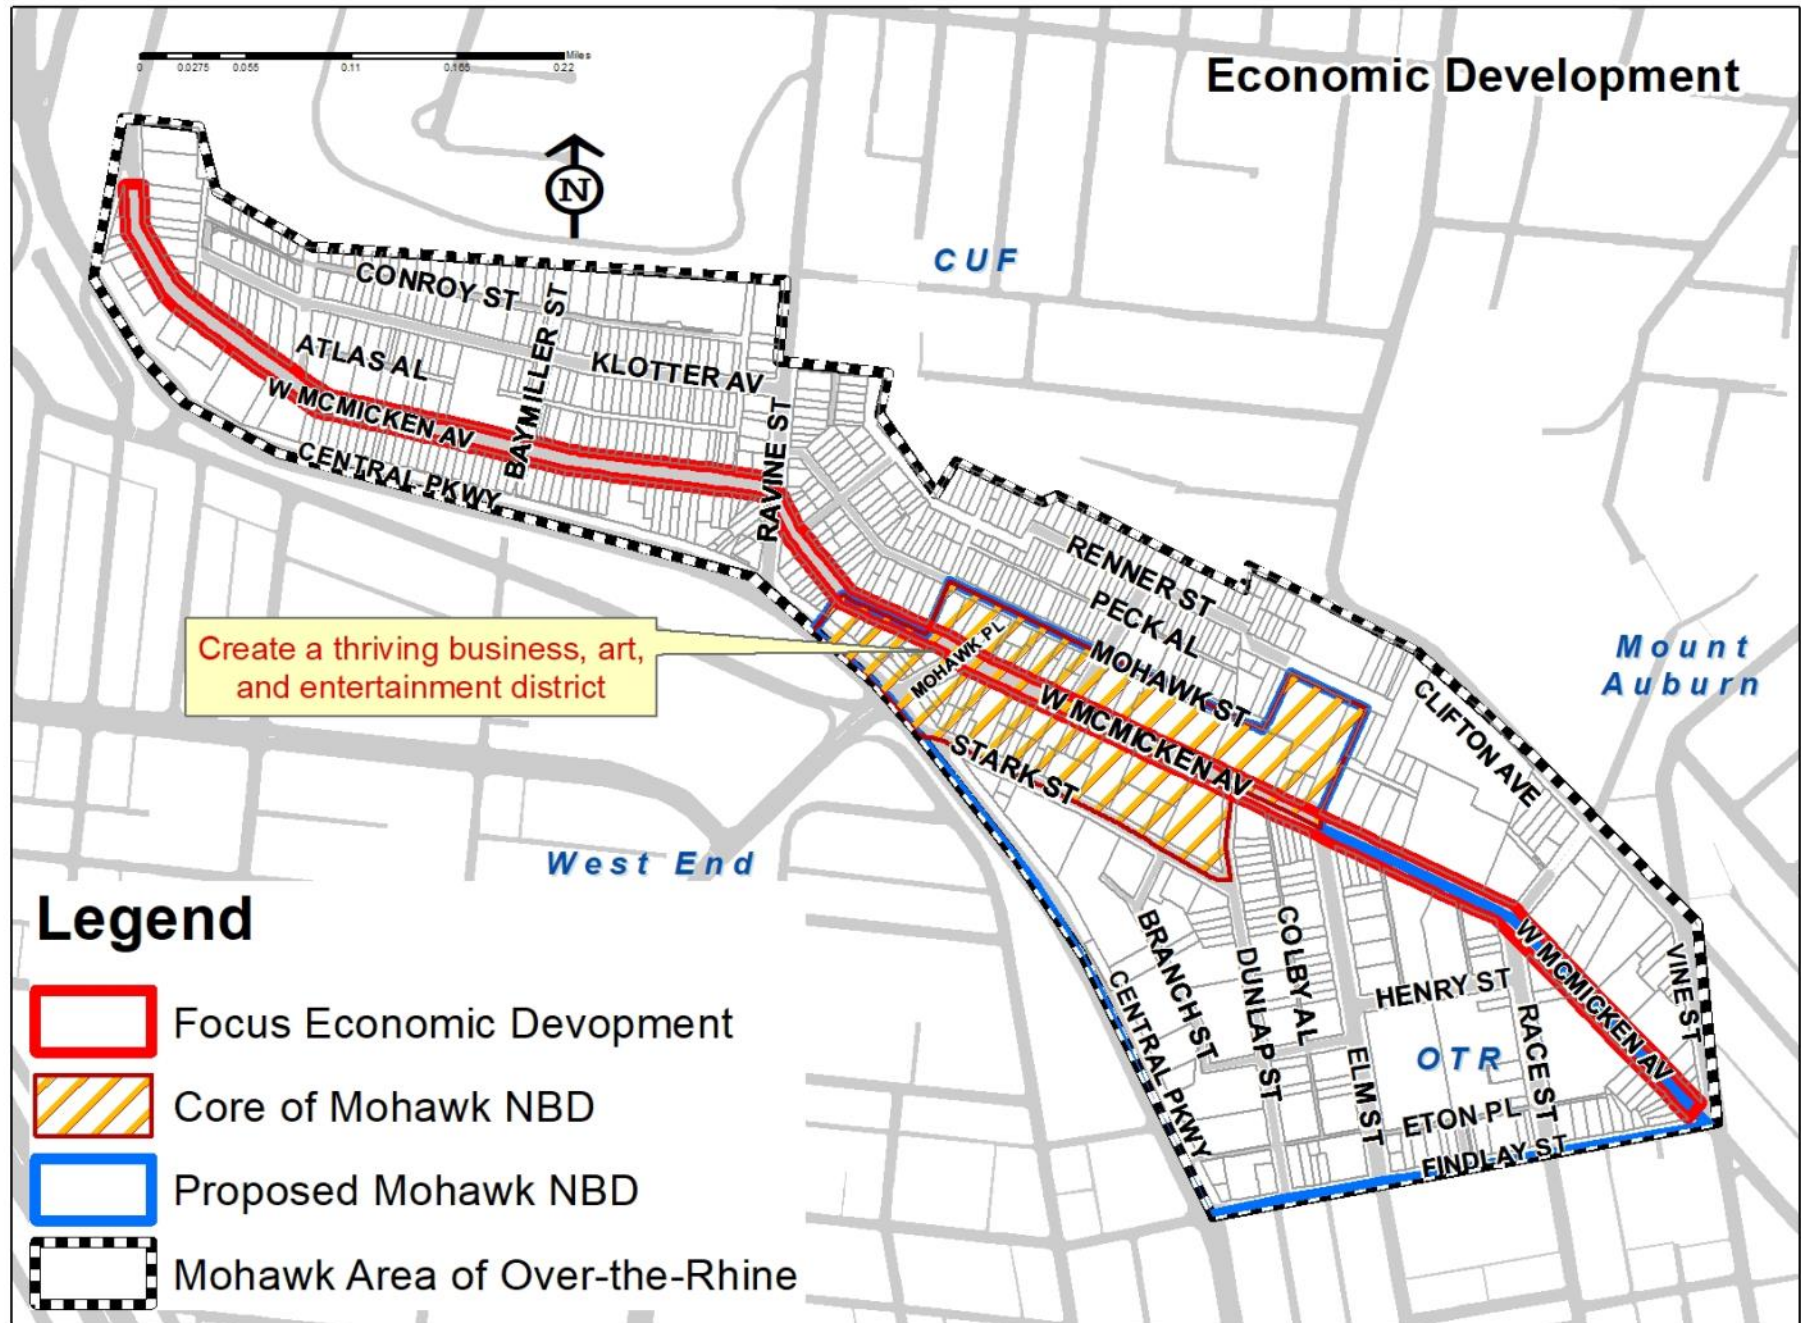 Economic Development
Miles
0 0.0275 0.055 0.11 0.165 0.22
N
CUF
CONROY ST
BAYMILLER ST
ATLAS AL
KLOTTER AV
W MCMICKEN AV
CENTRAL PKWY
RAVINE ST
RENNER ST
PECK AL
Create a thriving business, art,
and entertainment district
MOHAWK PL
MOHAWK ST
W MCMICKEN AV
STARK ST
Mount
Auburn
CLIFTON AVE
West End
BRANCH ST
CENTRAL PKWY
DUNLAP ST
COLBY AL
ELM ST
HENRY ST
OTR
RACE ST
W MCMICKEN AV
VINE ST
ETON PL
FINDLAY ST
Legend
Focus Economic Devopment
Core of Mohawk NBD
Proposed Mohawk NBD
Mohawk Area of Over-the-Rhine